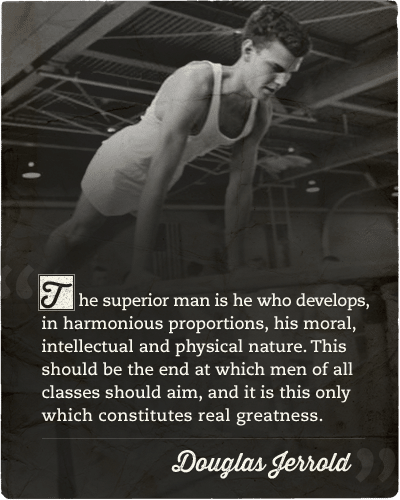 The superior man is he who develops,
in harmonious proportions, his moral,
intellectual and physical nature. This
should be the end at which men of all
classes should aim, and it is this only
which constitutes real greatness.
Douglas Jerrold